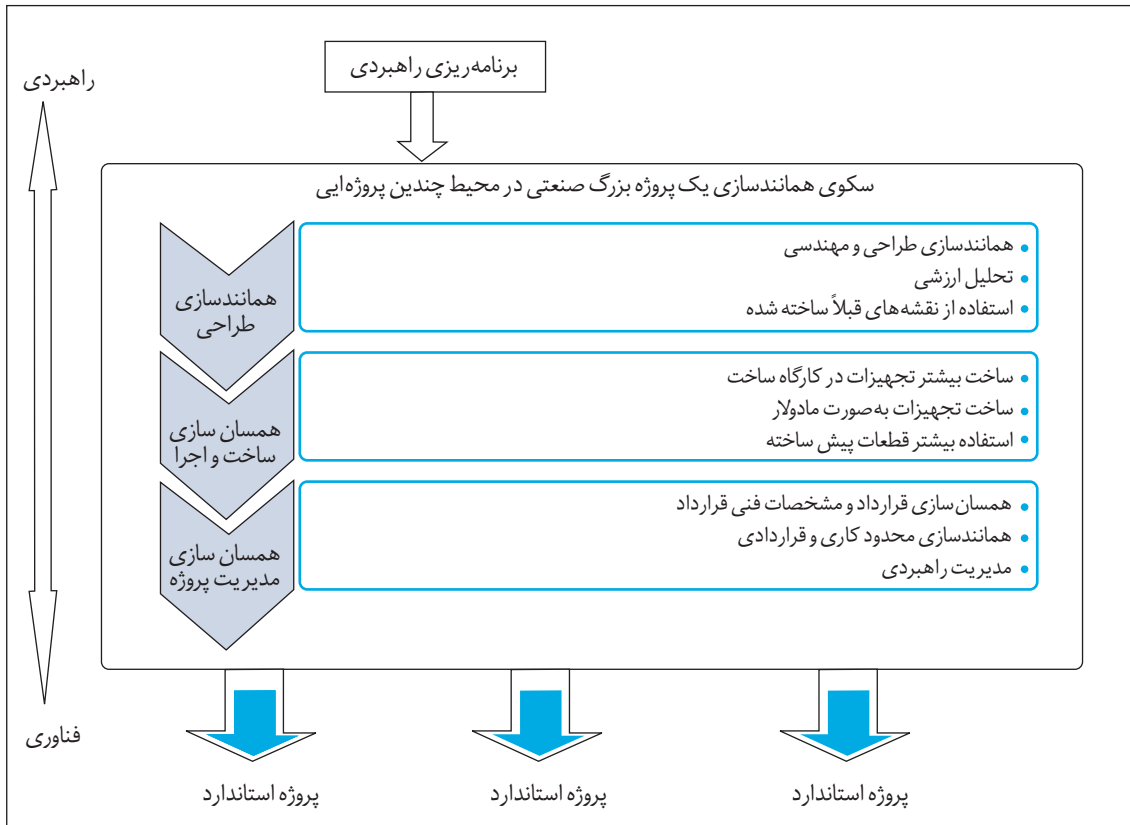 برنامه‌ریزی راهبردی
راهبردی
سکوی همانندسازی یک پروژه بزرگ صنعتی در محیط چندین پروژه‌ایی
همانندسازی
طراحی
• همانندسازی طراحی و مهندسی
• تحلیل ارزشی
• استفاده از نقشه‌های قبلاً ساخته شده
همسان سازی
ساخت و اجرا
• ساخت بیشتر تجهیزات در کارگاه ساخت
• ساخت تجهیزات به‌صورت مادولار
• استفاده بیشتر قطعات پیش ساخته
همسان سازی
مدیریت پروژه
• همسان‌سازی قرارداد و مشخصات فنی قرارداد
• همانندسازی محدود کاری و قراردادی
• مدیریت راهبردی
فناوری
پروژه استاندارد
پروژه استاندارد
پروژه استاندارد